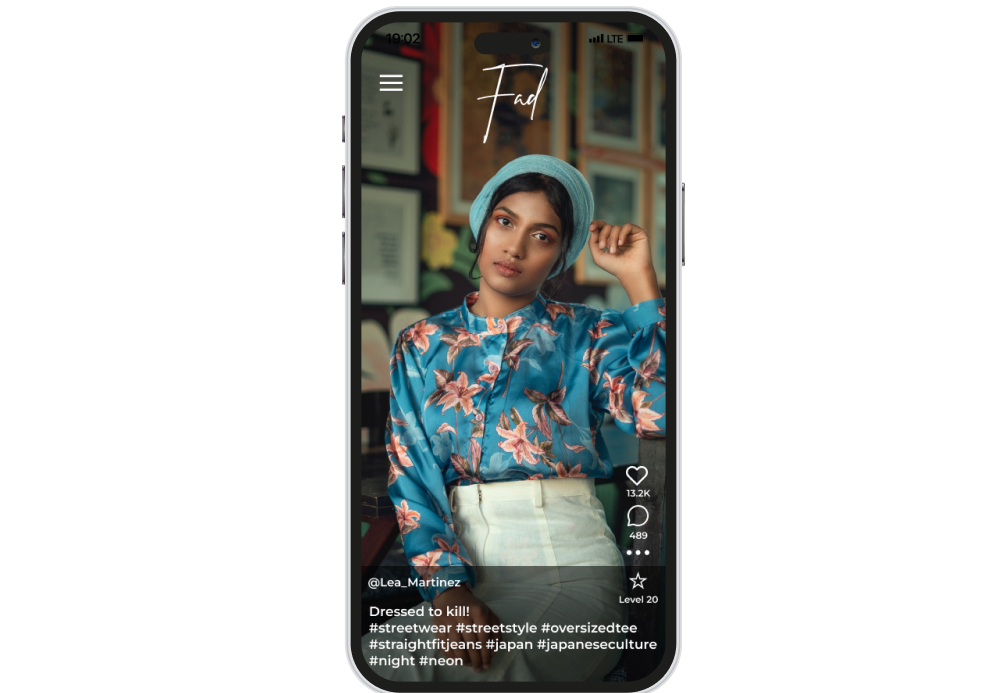 19:02
LTE
Fad
13.2K
489
@Lea_Martinez
Level 20
Dressed to kill!
#streetwear #streetstyle #oversizedtee
#straightfitjeans #japan #japaneseculture
#night #neon